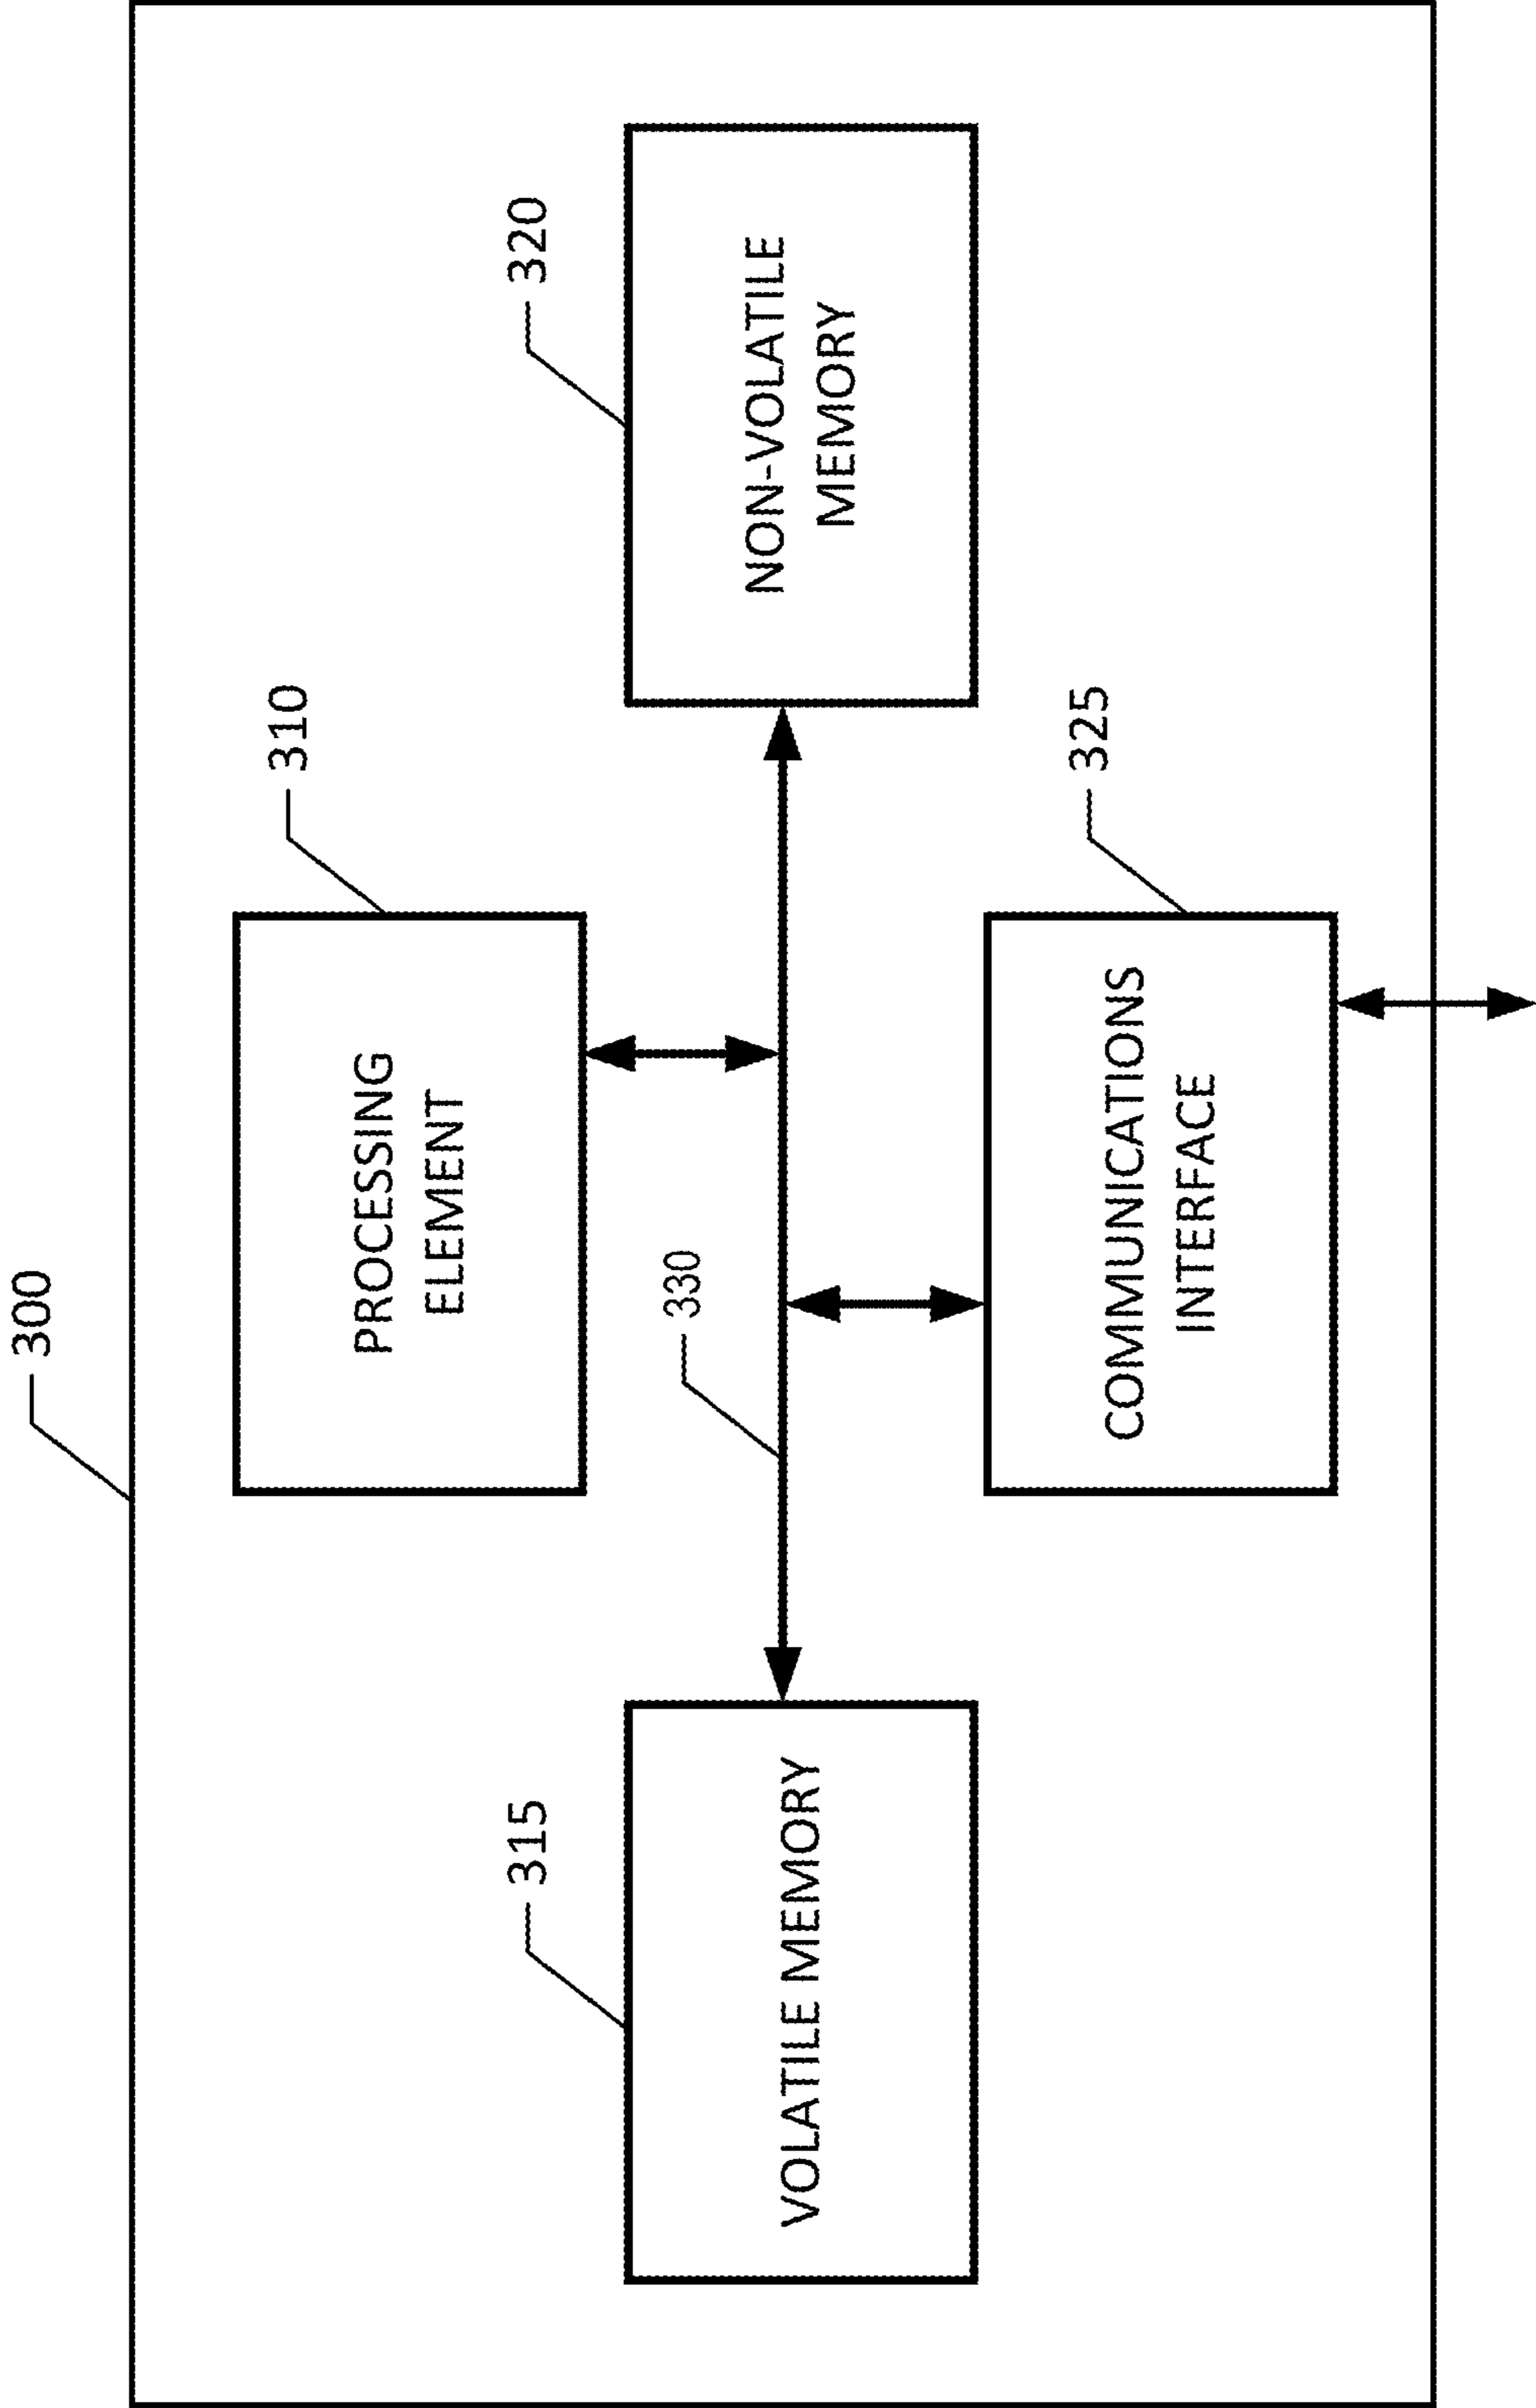 300
310
PROCESSING
ELEMENT
315
VOLATILE MEMORY
330
320
NON-VOLATILE
MEMORY
325
COMMUNICATIONS
INTERFACE